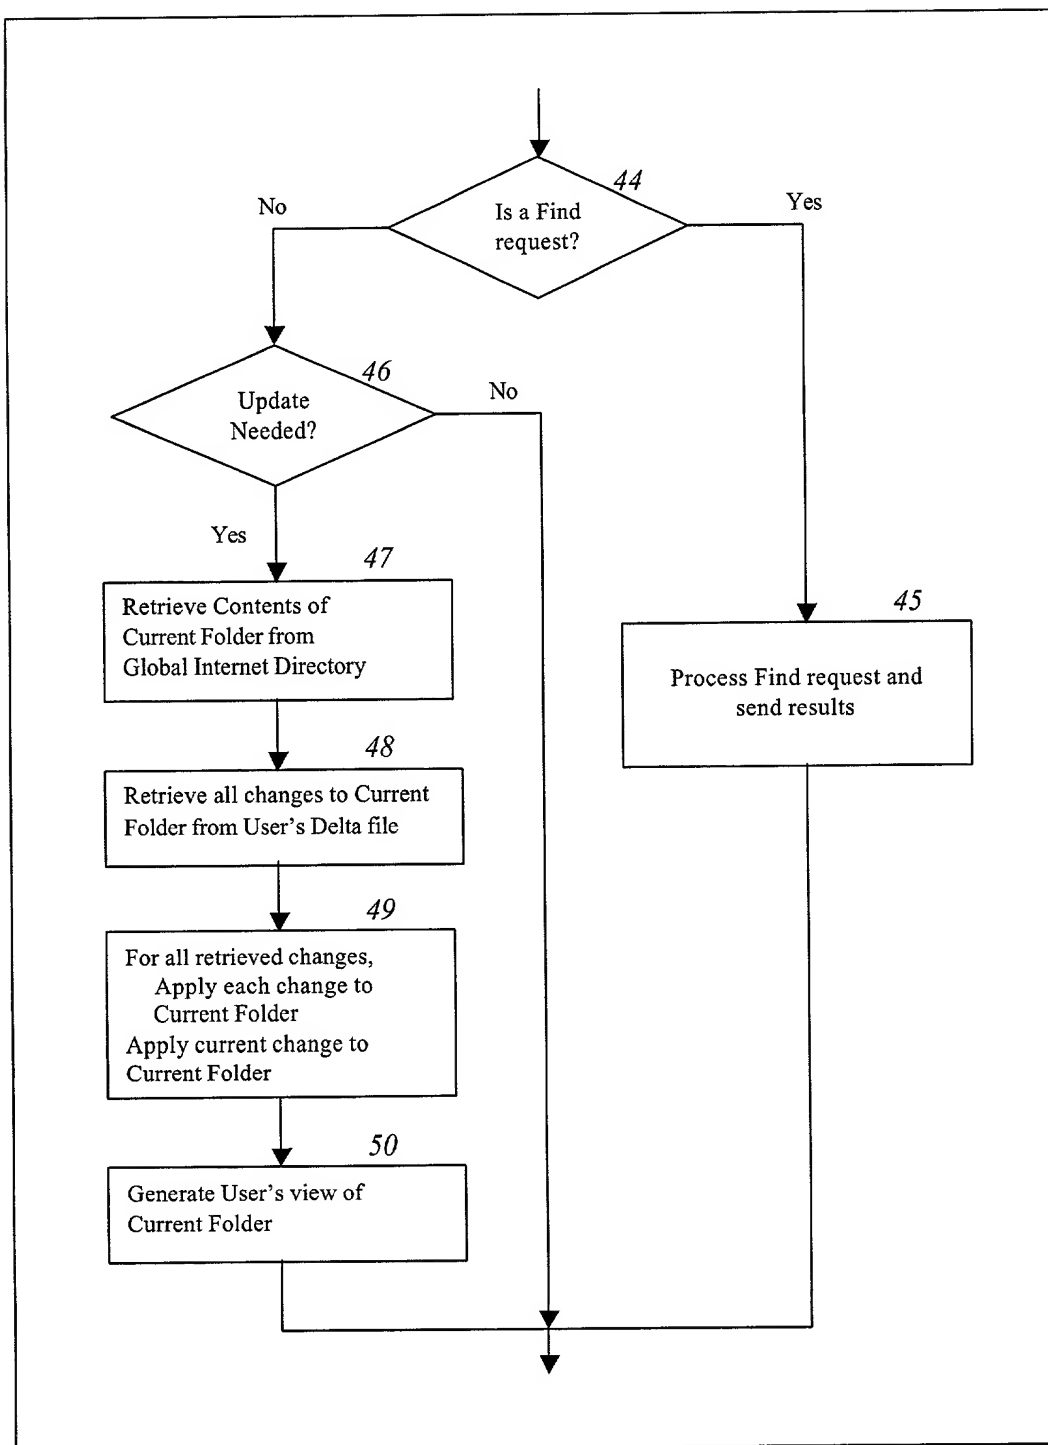 44
No
Yes
Is a Find
request?
46
No
Update
Needed?
Yes
47
Retrieve Contents of
Current Folder from
Global Internet Directory
45
Process Find request and
send results
48
Retrieve all changes to Current
Folder from User's Delta file
49
For all retrieved changes,
Apply each change to
Current Folder
Apply current change to
Current Folder
50
Generate User's view of
Current Folder